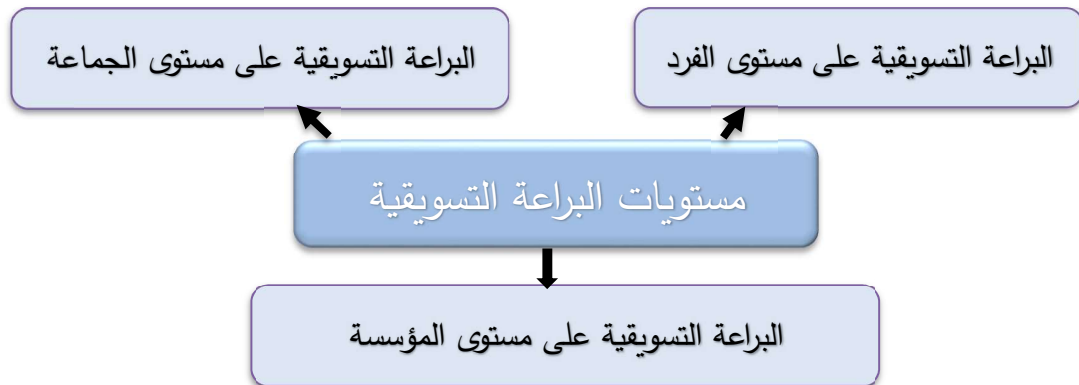 البراعة التسويقية على مستوى الفرد
البراعة التسويقية على مستوى الجماعة
مستويات البراعة التسويقية
البراعة التسويقية على مستوى المؤسسة